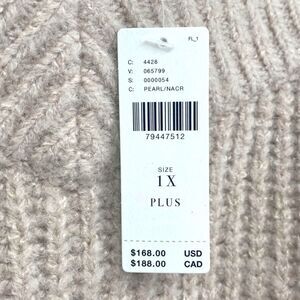 FL_1
C: 4428
V: 065799
S: 0000054
C: PEARL/NACR
79447512
SIZE
1X
PLUS
$168.00 USD
$188.00 CAD